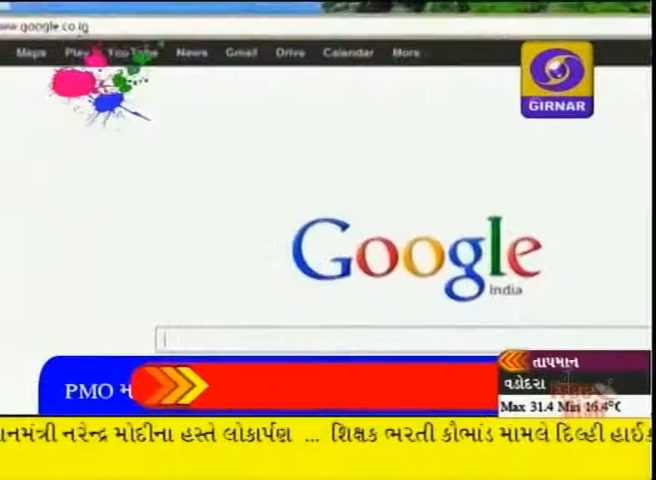 www.google.co.in
Maps Play YouTube News Gmail Drive Calendar More
GIRNAR
Google
India
તાપમાન
વડોદરા
Max 31.4 Min 16.4°C
PMO મ
ાનમંત્રી નરેન્દ્ર મોદીના હસ્તે લોકાર્પણ ... શિક્ષક ભરતી કૌભાંડ મામલે દિલ્હી હાઈક